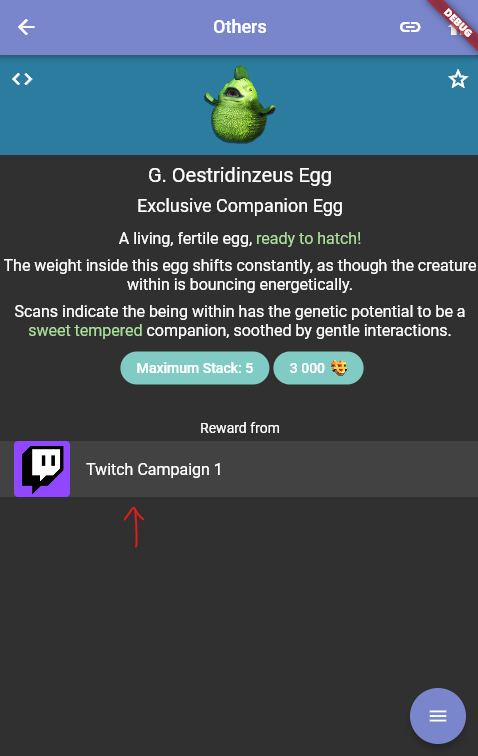 Others
DEBUG
G. Oestridinzeus Egg
Exclusive Companion Egg
A living, fertile egg, ready to hatch!
The weight inside this egg shifts constantly, as though the creature
within is bouncing energetically.
Scans indicate the being within has the genetic potential to be a
sweet tempered companion, soothed by gentle interactions.
Maximum Stack: 5
3 000
Reward from
Twitch Campaign 1